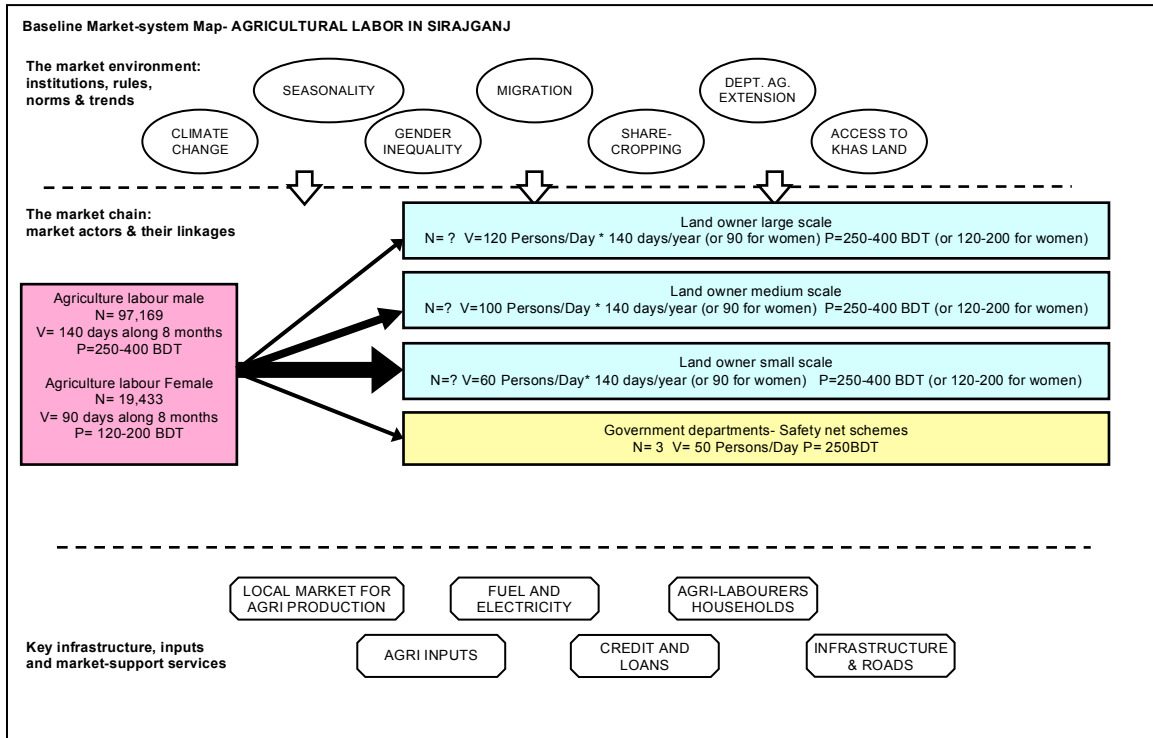 Baseline Market-system Map- AGRICULTURAL LABOR IN SIRAJGANJ
The market environment:
institutions, rules,
norms & trends
SEASONALITY
MIGRATION
DEPT. AG.
EXTENSION
CLIMATE
CHANGE
GENDER
INEQUALITY
SHARE-
CROPPING
ACCESS TO
KHAS LAND
The market chain:
market actors & their linkages
Land owner large scale
N= ?  V=120 Persons/Day * 140 days/year (or 90 for women) P=250-400 BDT (or 120-200 for women)
Agriculture labour male
N= 97,169
V= 140 days along 8 months
P=250-400 BDT
Agriculture labour Female
N= 19,433
V= 90 days along 8 months
P= 120-200 BDT
Land owner medium scale
N=?  V=100 Persons/Day * 140 days/year (or 90 for women)  P=250-400 BDT (or 120-200 for women)
Land owner small scale
N=? V=60 Persons/Day* 140 days/year (or 90 for women)   P=250-400 BDT (or 120-200 for women)
Government departments- Safety net schemes
N= 3  V= 50 Persons/Day P= 250BDT
LOCAL MARKET FOR
AGRI PRODUCTION
FUEL AND
ELECTRICITY
AGRI-LABOURERS
HOUSEHOLDS
Key infrastructure, inputs
and market-support services
AGRI INPUTS
CREDIT AND
LOANS
INFRASTRUCTURE
& ROADS